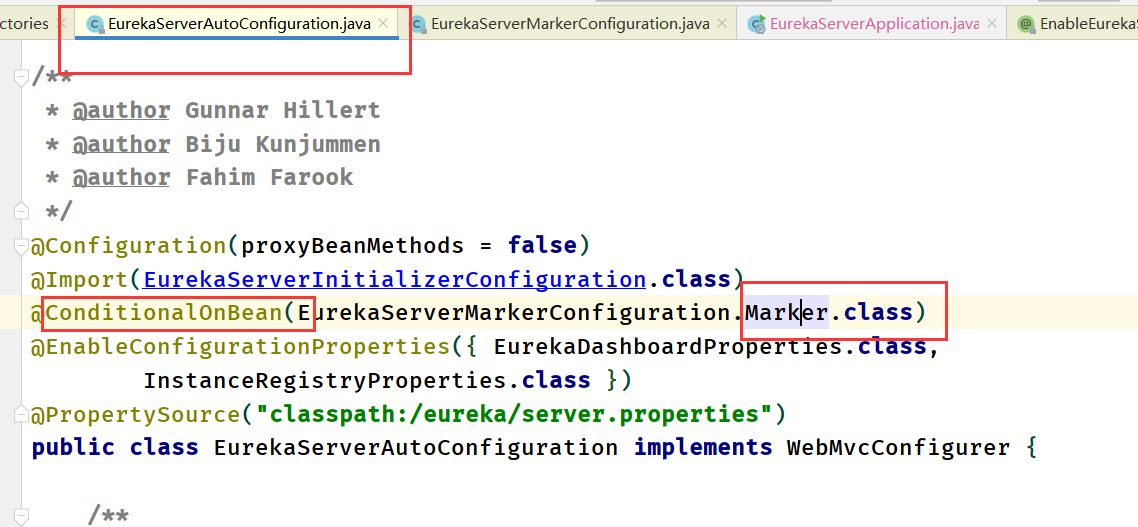 ctories EurekaServerAutoConfiguration.java EurekaServerMarkerConfiguration.java EurekaServerApplication.java EnableEurekaS
/**
* @author Gunnar Hillert
* @author Biju Kunjummen
* @author Fahim Farook
*/
@Configuration(proxyBeanMethods = false)
@Import(EurekaServerInitializerConfiguration.class)
@ConditionalOnBean(EurekaServerMarkerConfiguration.Marker.class)
@EnableConfigurationProperties({ EurekaDashboardProperties.class,
InstanceRegistryProperties.class })
@PropertySource("classpath:/eureka/server.properties")
public class EurekaServerAutoConfiguration implements WebMvcConfigurer {
/**